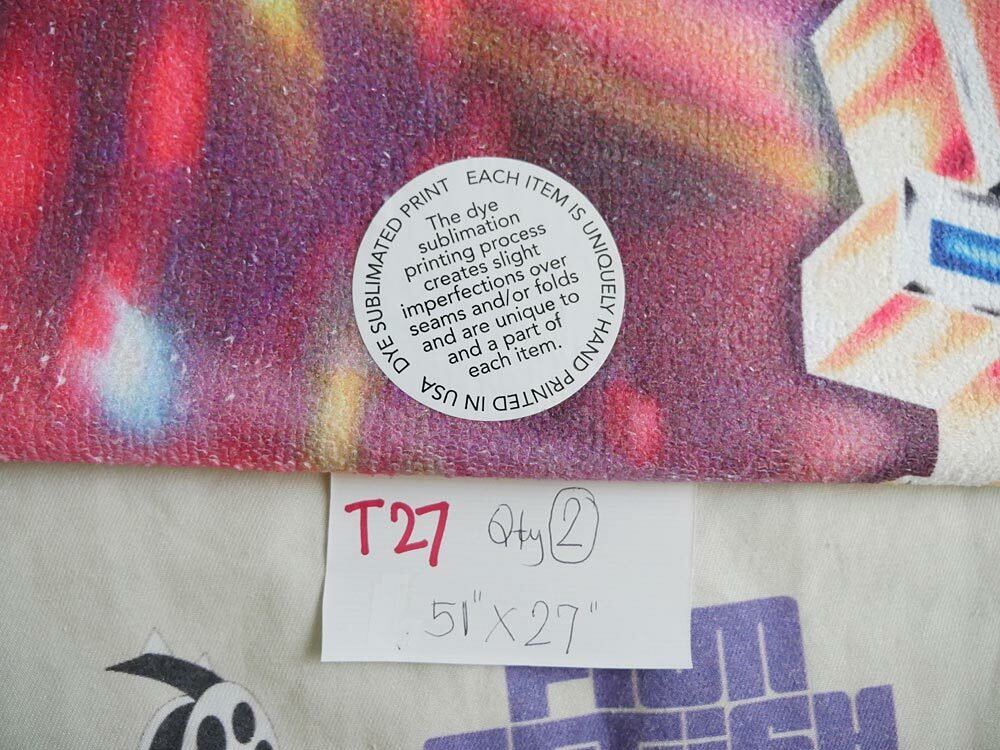 DYE SUBLIMATED PRINT EACH ITEM IS UNIQUELY HAND PRINTED IN USA
The dye
sublimation
printing process
creates slight
imperfections over
seams and/or folds
and are unique to
and a part of
each item.
T27 Qty 2
51" X 27"
FILM